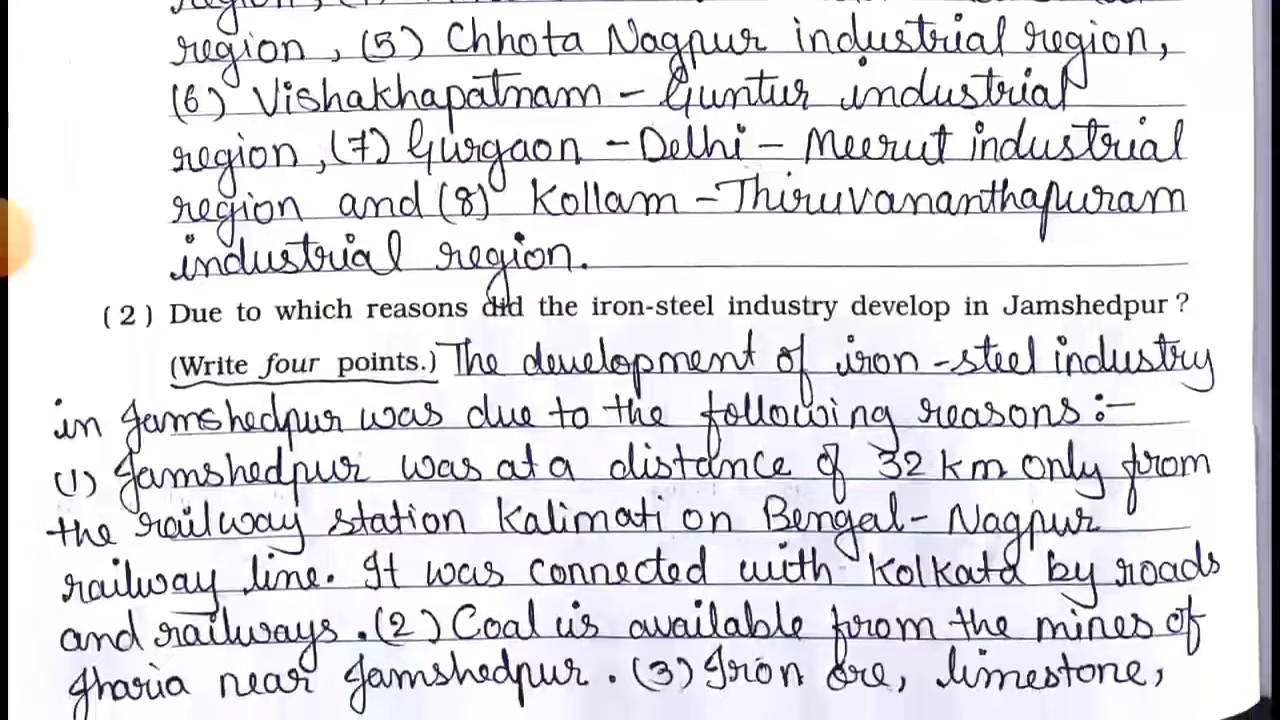 region, (5) Chhota Nagpur industrial region,
(6) Vishakhapatnam - Guntur industrial
region, (7) Gurgaon - Delhi - Meerut industrial
region and (8) Kollam - Thiruvananthapuram
industrial region.
(2) Due to which reasons did the iron-steel industry develop in Jamshedpur ?
(Write four points.) The development of iron-steel industry
in Jamshedpur was due to the following reasons :-
(1) Jamshedpur was at a distance of 32 km only from
the railway station Kalimati on Bengal-Nagpur
railway line. It was connected with Kolkata by roads
and railways. (2) Coal is available from the mines of
Jharia near Jamshedpur. (3) Iron ore, limestone,